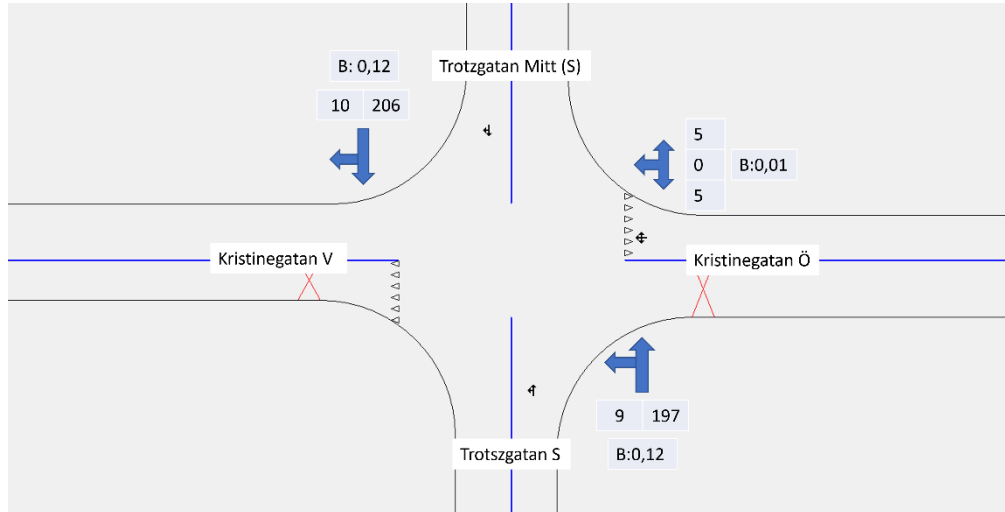 B: 0,12
Trotzgatan Mitt (S)
10 206
5
0 B:0,01
5
Kristinegatan V
Kristinegatan Ö
9 197
Trotszgatan S
B:0,12